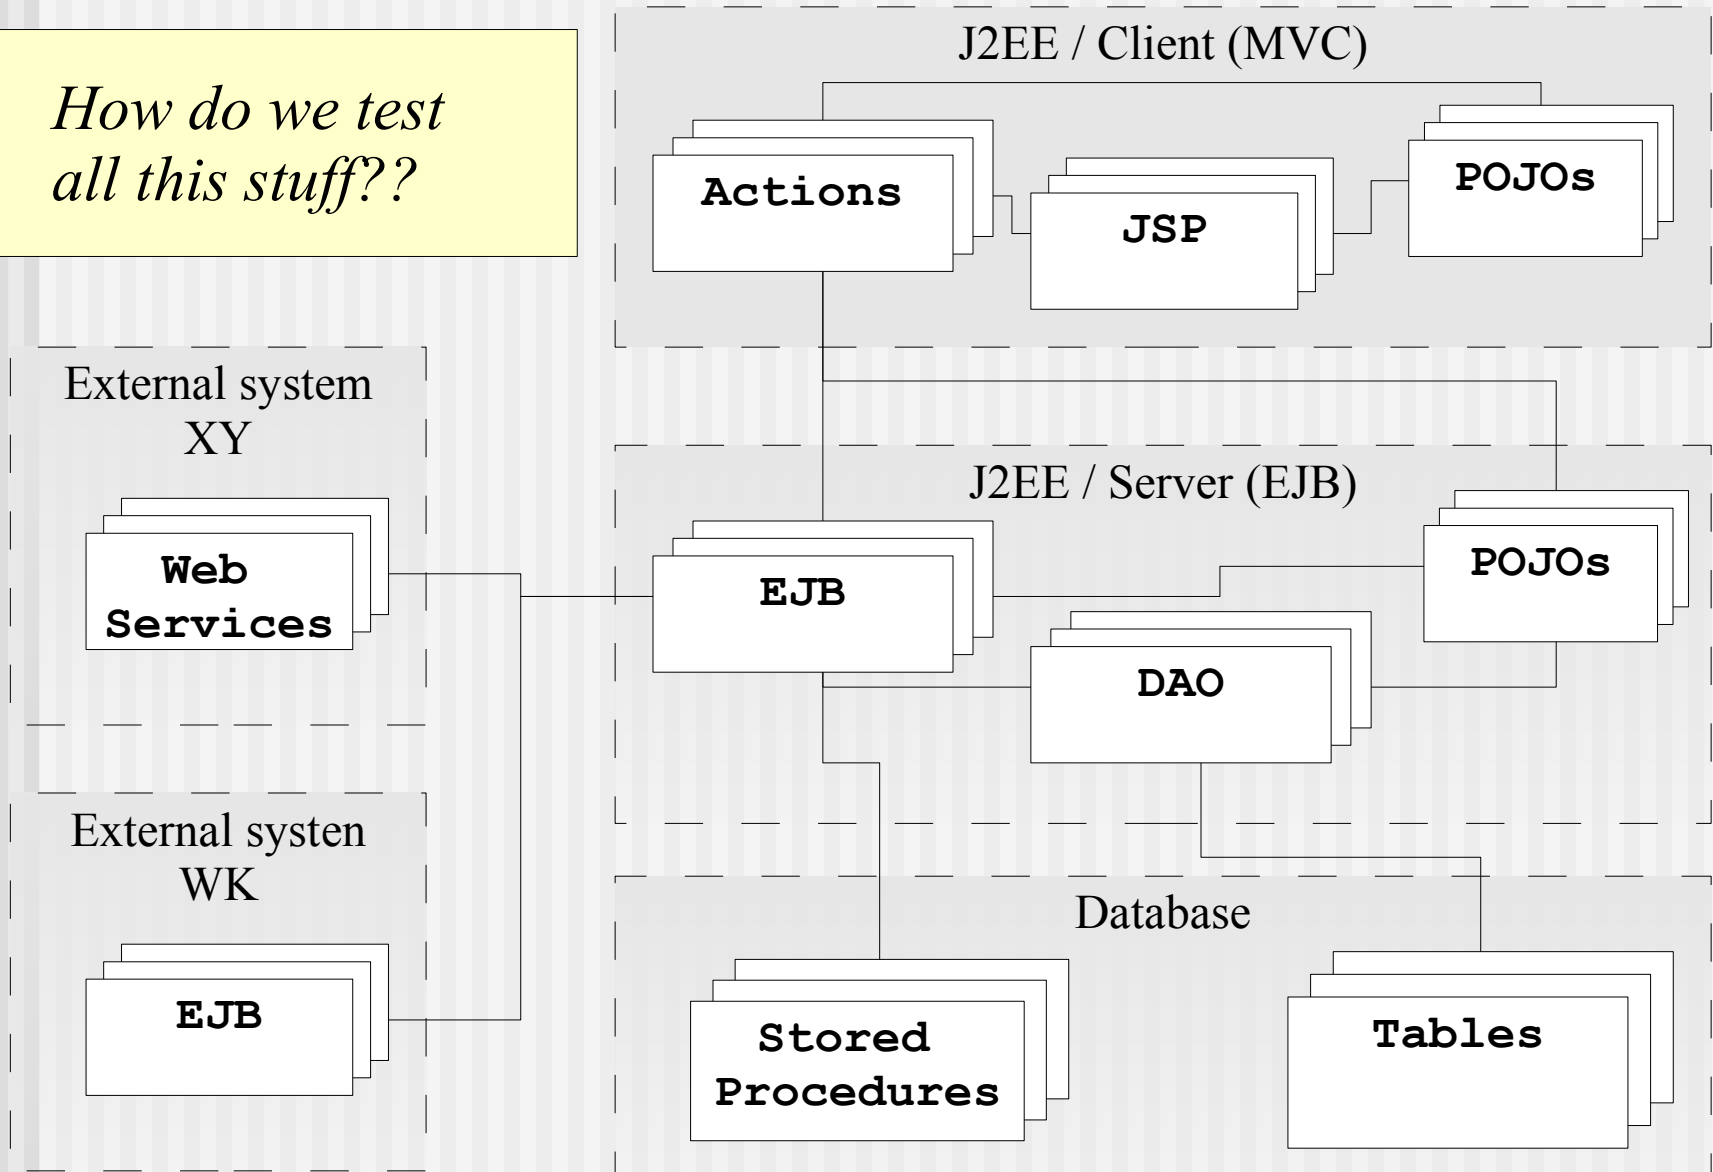 How do we test
all this stuff??
J2EE / Client (MVC)
Actions
JSP
POJOs
External system
XY
Web
Services
J2EE / Server (EJB)
EJB
POJOs
DAO
External systen
WK
EJB
Database
Stored
Procedures
Tables